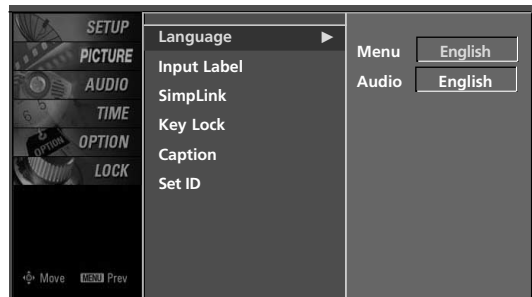 SETUP
PICTURE
AUDIO
TIME
OPTION
LOCK
Move MENU Prev
Language ▶
Input Label
SimpLink
Key Lock
Caption
Set ID
Menu English
Audio English